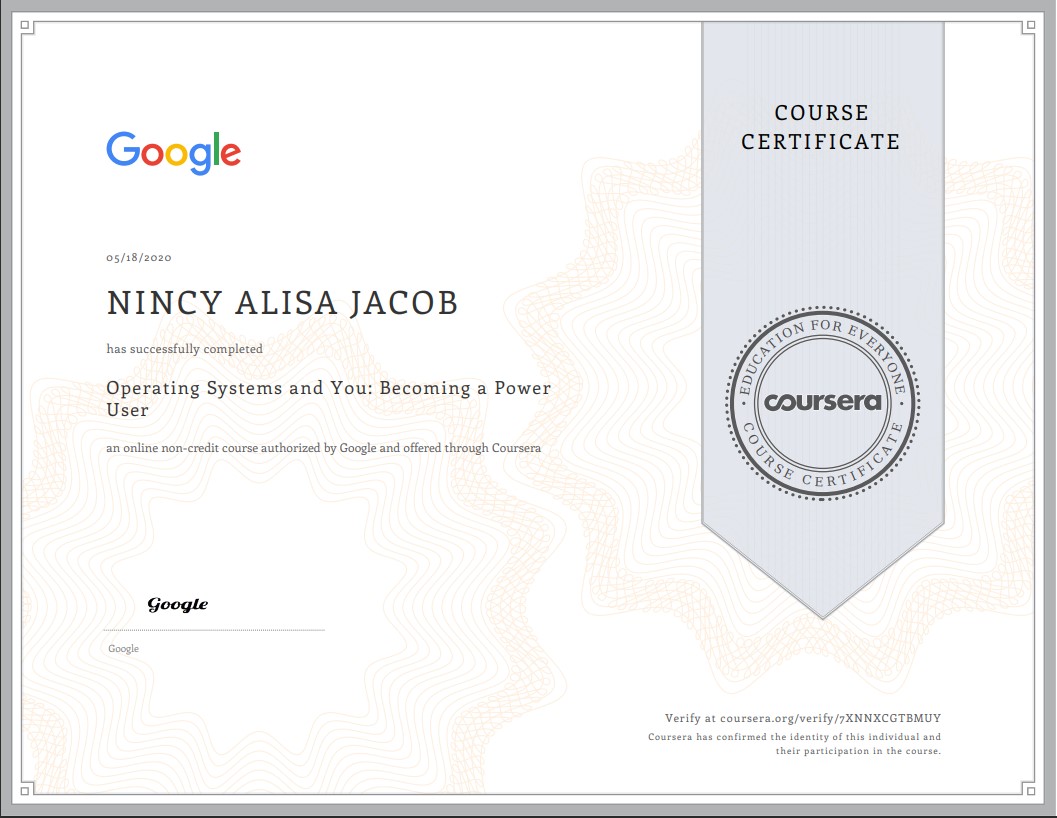 Google
COURSE
CERTIFICATE
05/18/2020
NINCY ALISA JACOB
has successfully completed
Operating Systems and You: Becoming a Power
User
an online non-credit course authorized by Google and offered through Coursera
EDUCATION FOR EVERYONE
coursera
COURSE CERTIFICATE
Google
Google
Verify at coursera.org/verify/7XNNXCGTBMUY
Coursera has confirmed the identity of this individual and
their participation in the course.